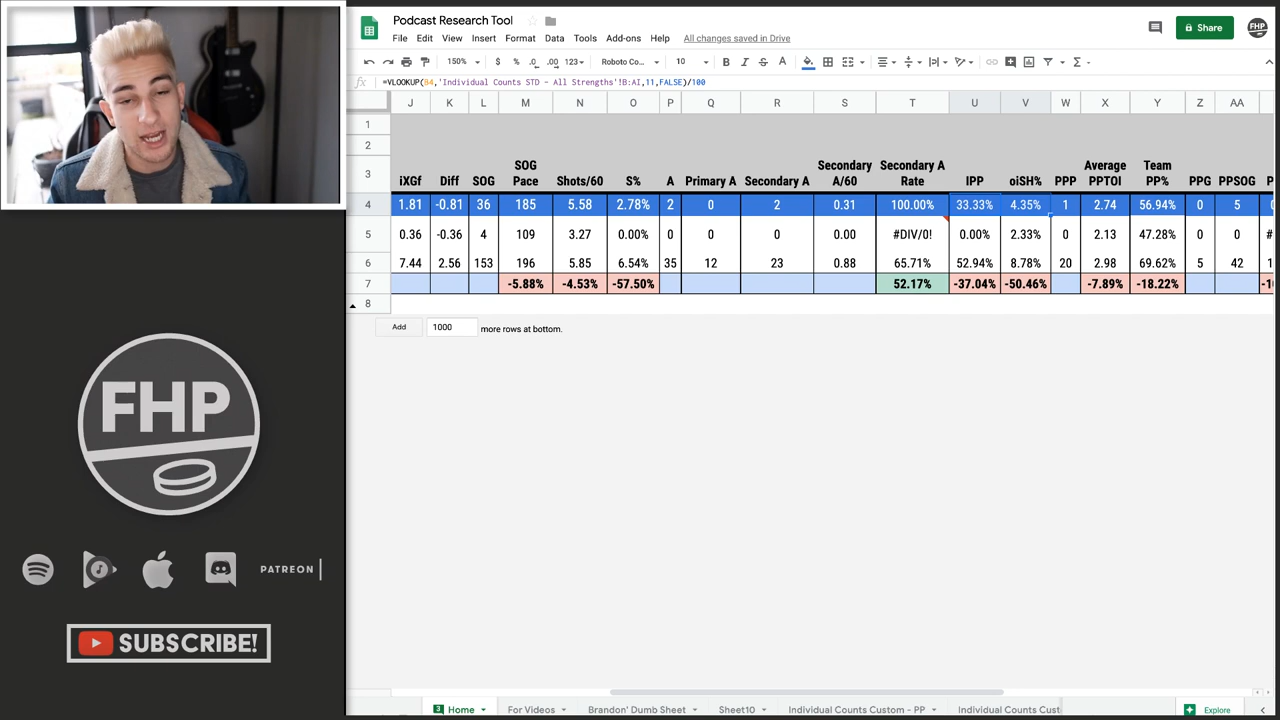 Podcast Research Tool
File Edit View Insert Format Data Tools Add-ons Help All changes saved in Drive
Share
FHP
150% $ % .0 .00 123 Roboto Co... 10 B I S A
fx =VLOOKUP(B4,'Individual Counts STD - All Strengths'!B:AI,11,FALSE)/100
J K L M N O P Q R S T U V W X Y Z AA
1
2
3 iXGf Diff SOG SOG Pace Shots/60 S% A Primary A Secondary A Secondary A/60 Secondary A Rate IPP oiSH% PPP Average PPTOI Team PP% PPG PPSOG
4 1.81 -0.81 36 185 5.58 2.78% 2 0 2 0.31 100.00% 33.33% 4.35% 1 2.74 56.94% 0 5
5 0.36 -0.36 4 109 3.27 0.00% 0 0 0 0.00 #DIV/0! 0.00% 2.33% 0 2.13 47.28% 0 0 #
6 7.44 2.56 153 196 5.85 6.54% 35 12 23 0.88 65.71% 52.94% 8.78% 20 2.98 69.62% 5 42 1
7 -5.88% -4.53% -57.50% 52.17% -37.04% -50.46% -7.89% -18.22%
8
Add 1000 more rows at bottom.
FHP
PATREON
SUBSCRIBE!
3 Home For Videos Brandon' Dumb Sheet Sheet10 Individual Counts Custom - PP Individual Counts Cust Explore